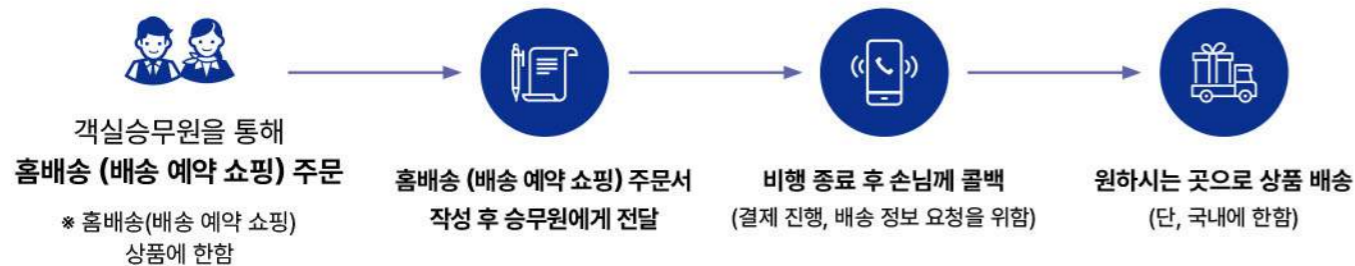 객실승무원을 통해
홈배송 (배송 예약 쇼핑) 주문
※ 홈배송(배송 예약 쇼핑)
상품에 한함
홈배송 (배송 예약 쇼핑) 주문서
작성 후 승무원에게 전달
비행 종료 후 손님께 콜백
(결제 진행, 배송 정보 요청을 위함)
원하시는 곳으로 상품 배송
(단, 국내에 한함)